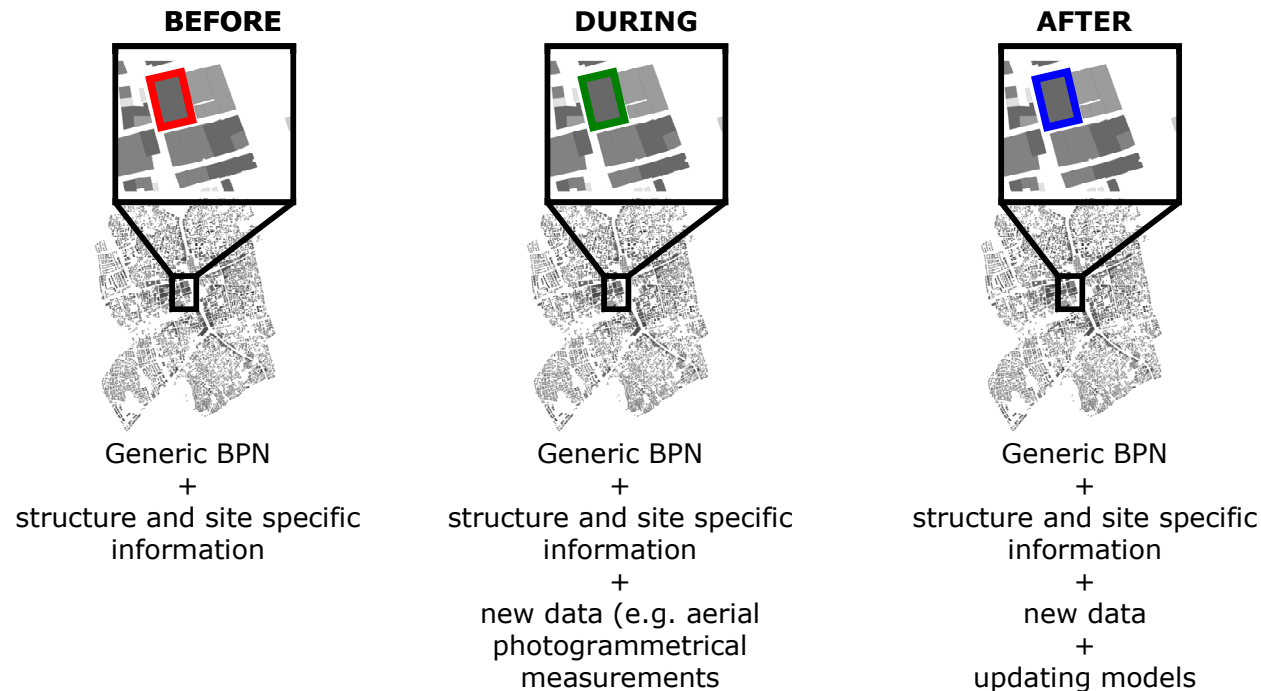 BEFORE
Generic BPN
+
structure and site specific
information
DURING
Generic BPN
+
structure and site specific
information
+
new data (e.g. aerial
photogrammetrical
measurements
AFTER
Generic BPN
+
structure and site specific
information
+
new data
+
updating models